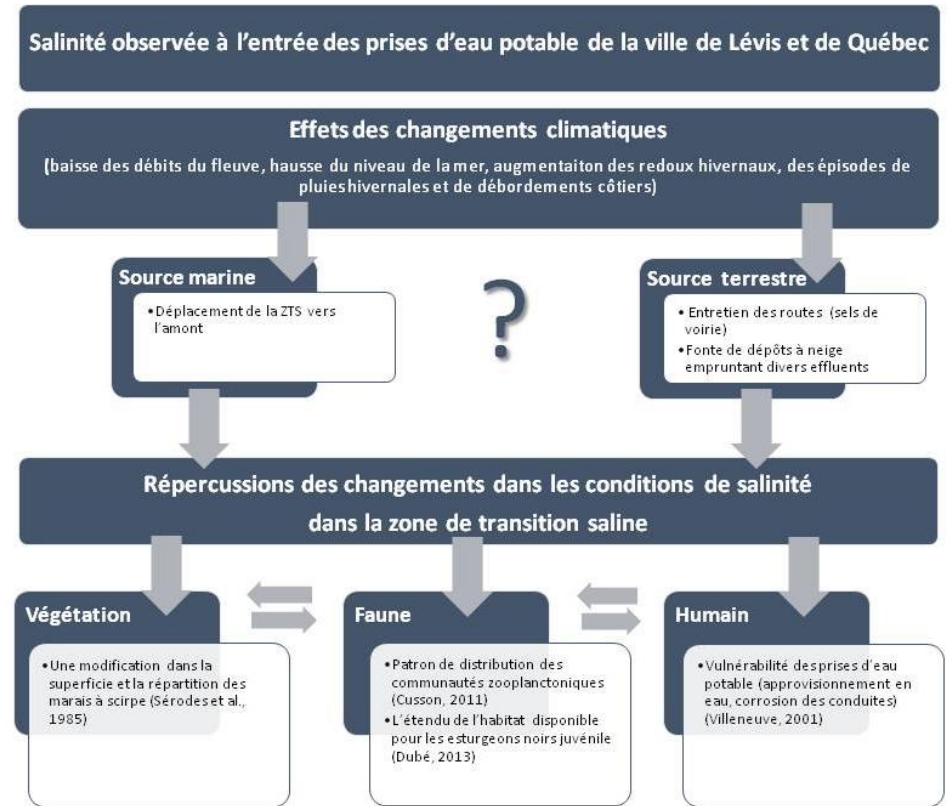 Salinité observée à l'entrée des prises d'eau potable de la ville de Lévis et de Québec
Effets des changements climatiques
(baisse des débits du fleuve, hausse du niveau de la mer, augmentaiton des redoux hivernaux, des épisodes de
pluies hivernales et de débordements côtiers)
Source marine
•Déplacement de la ZTS vers
l'amont
?
Source terrestre
• Entretien des routes (sels de
voirie)
•Fonte de dépôts à neige
empruntant divers effluents
Répercussions des changements dans les conditions de salinité
dans la zone de transition saline
Végétation
•Une modification dans la
superficie et la répartition des
marais à scirpe (Sérodes et al.,
1985)
Faune
•Patron de distribution des
communautés zooplanctoniques
(Cusson, 2011)
•L'étendu de l'habitat disponible
pour les esturgeons noirs juvénile
(Dubé, 2013)
Humain
•Vulnérabilité des prises d'eau
potable (approvisionnement en
eau, corrosion des conduites)
(Villeneuve, 2001)